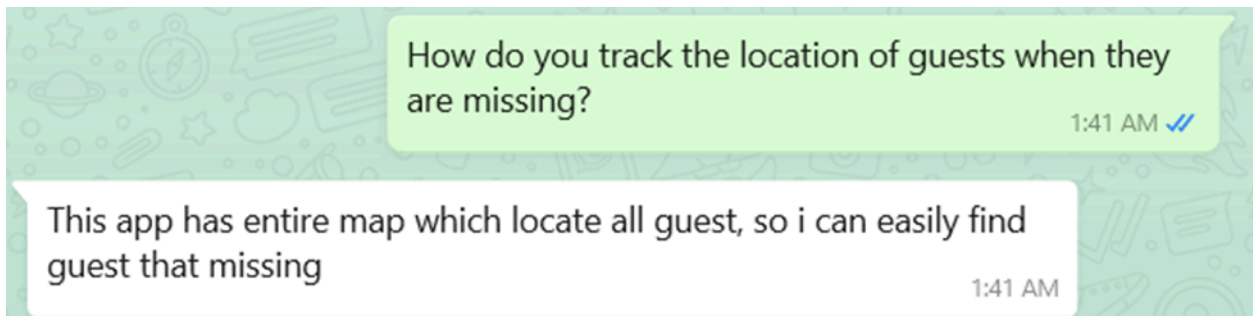 How do you track the location of guests when they
are missing?
1:41 AM
This app has entire map which locate all guest, so i can easily find
guest that missing
1:41 AM